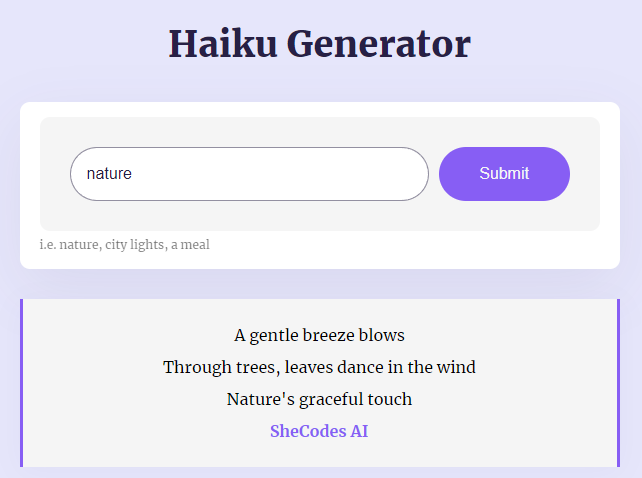 Haiku Generator
nature
Submit
i.e. nature, city lights, a meal
A gentle breeze blows
Through trees, leaves dance in the wind
Nature's graceful touch
SheCodes AI